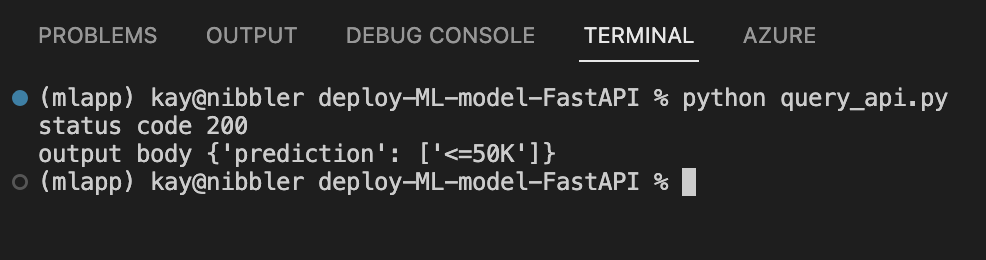 PROBLEMS OUTPUT DEBUG CONSOLE TERMINAL AZURE
(mlapp) kay@nibbler deploy-ML-model-FastAPI % python query_api.py
status code 200
output body {'prediction': ['<=50K']}
(mlapp) kay@nibbler deploy-ML-model-FastAPI %